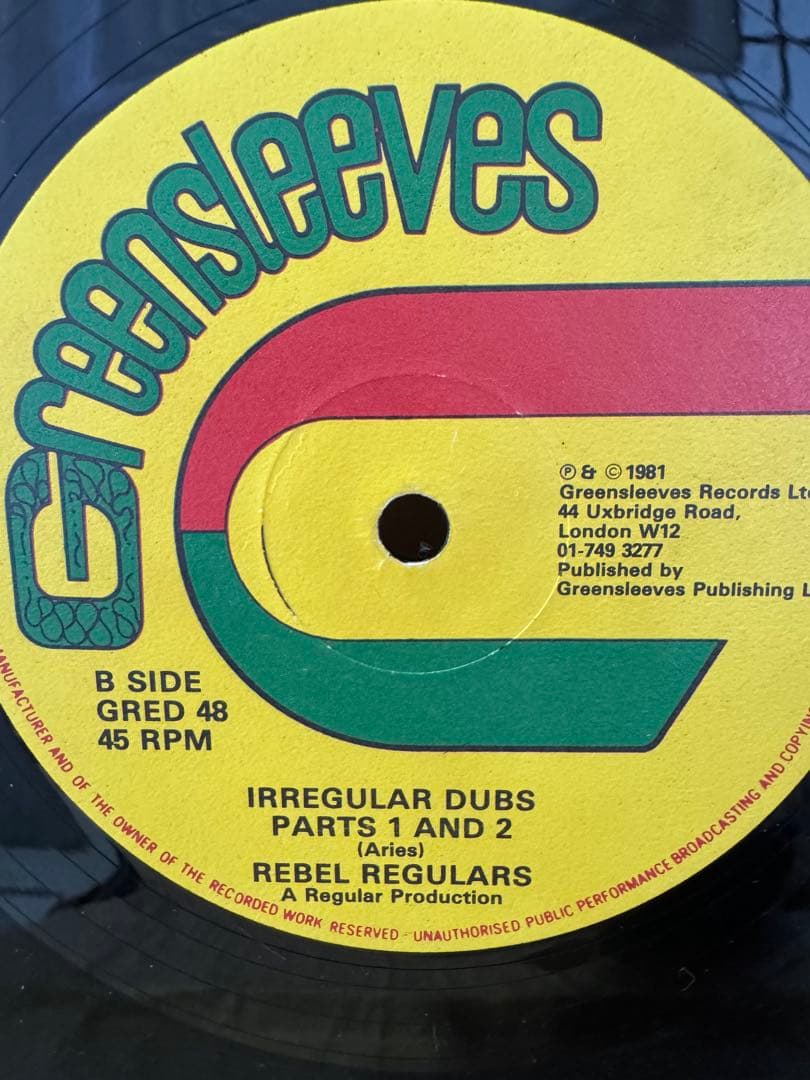 Greensleeves
℗ & © 1981
Greensleeves Records Lt
44 Uxbridge Road,
London W12
01-749 3277
Published by
Greensleeves Publishing L
B SIDE
GRED 48
45 RPM
IRREGULAR DUBS
PARTS 1 AND 2
(Aries)
REBEL REGULARS
A Regular Production
ANUFACTURER AND OF THE OWNER OF THE RECORDED WORK RESERVED - UNAUTHORISED PUBLIC PERFORMANCE BROADCASTING AND COPYIN